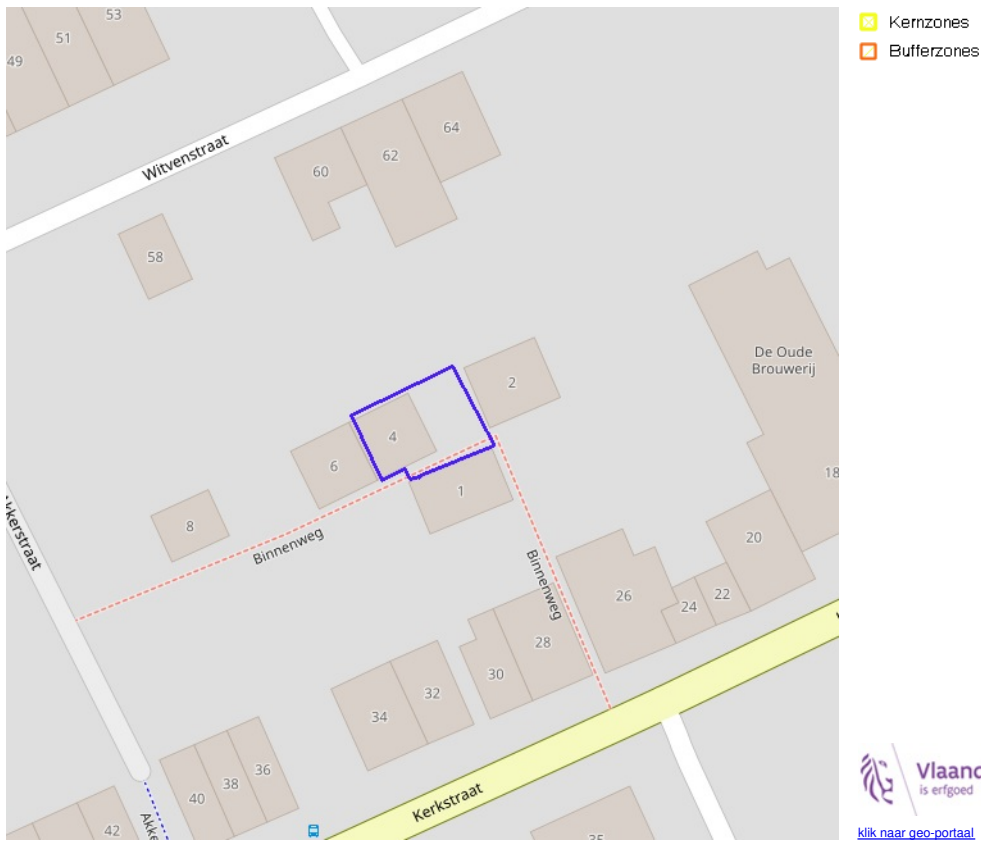 53
51
49
Kernzones
Bufferzones
Witvenstraat
64
62
60
58
De Oude
Brouwerij
2
4
6
1
8
18
Akkerstraat
Binnenweg
Binnenweg
20
22
24
26
28
30
32
34
36
38
40
42
Kerkstraat
Akke
Vlaand
is erfgoed
klik naar geo-portaal